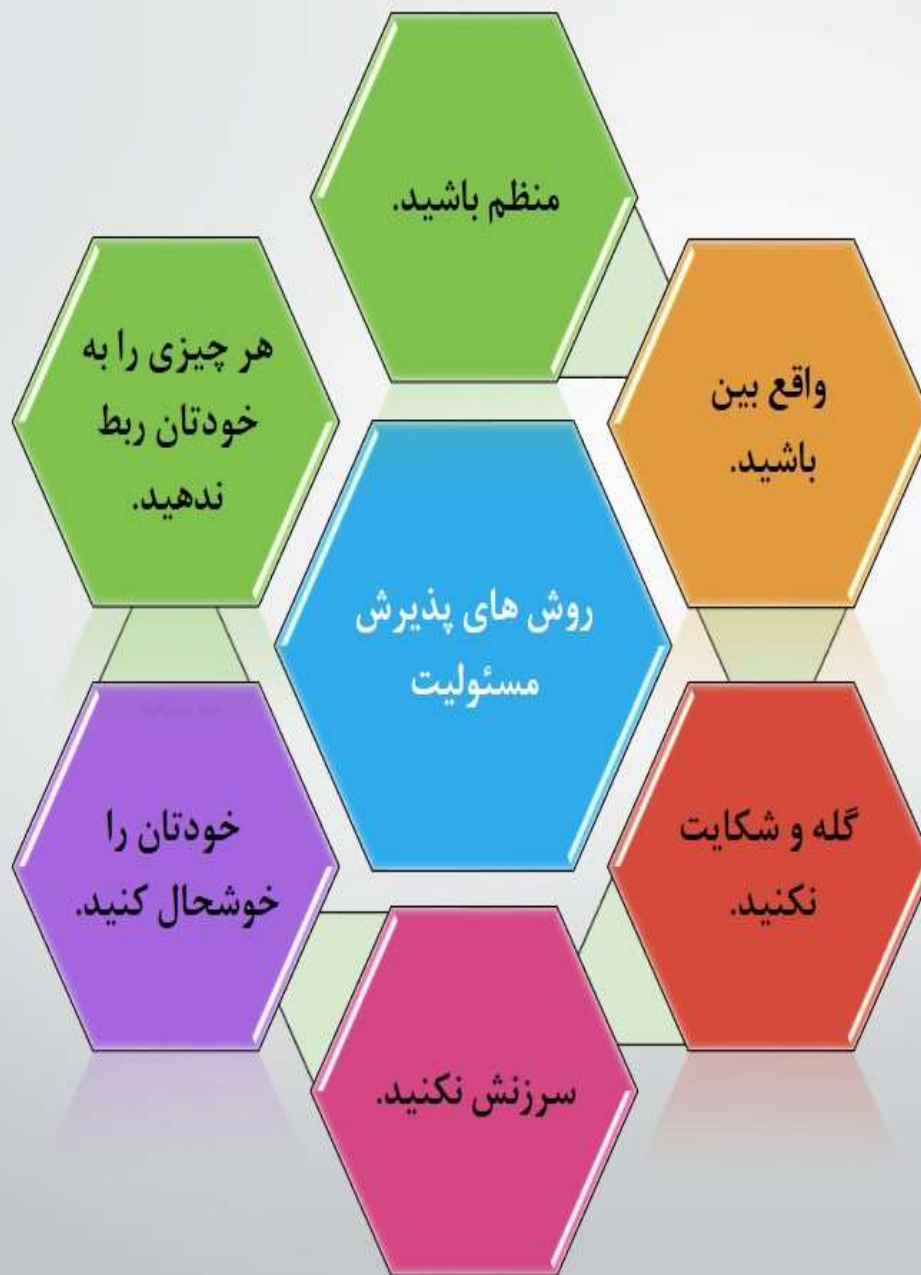 منظم باشید.
واقع بین
باشید.
گله و شکایت
نکنید.
سرزنش نکنید.
خودتان را
خوشحال کنید.
هر چیزی را به
خودتان ربط
ندهید.
روش های پذیرش
مسئولیت